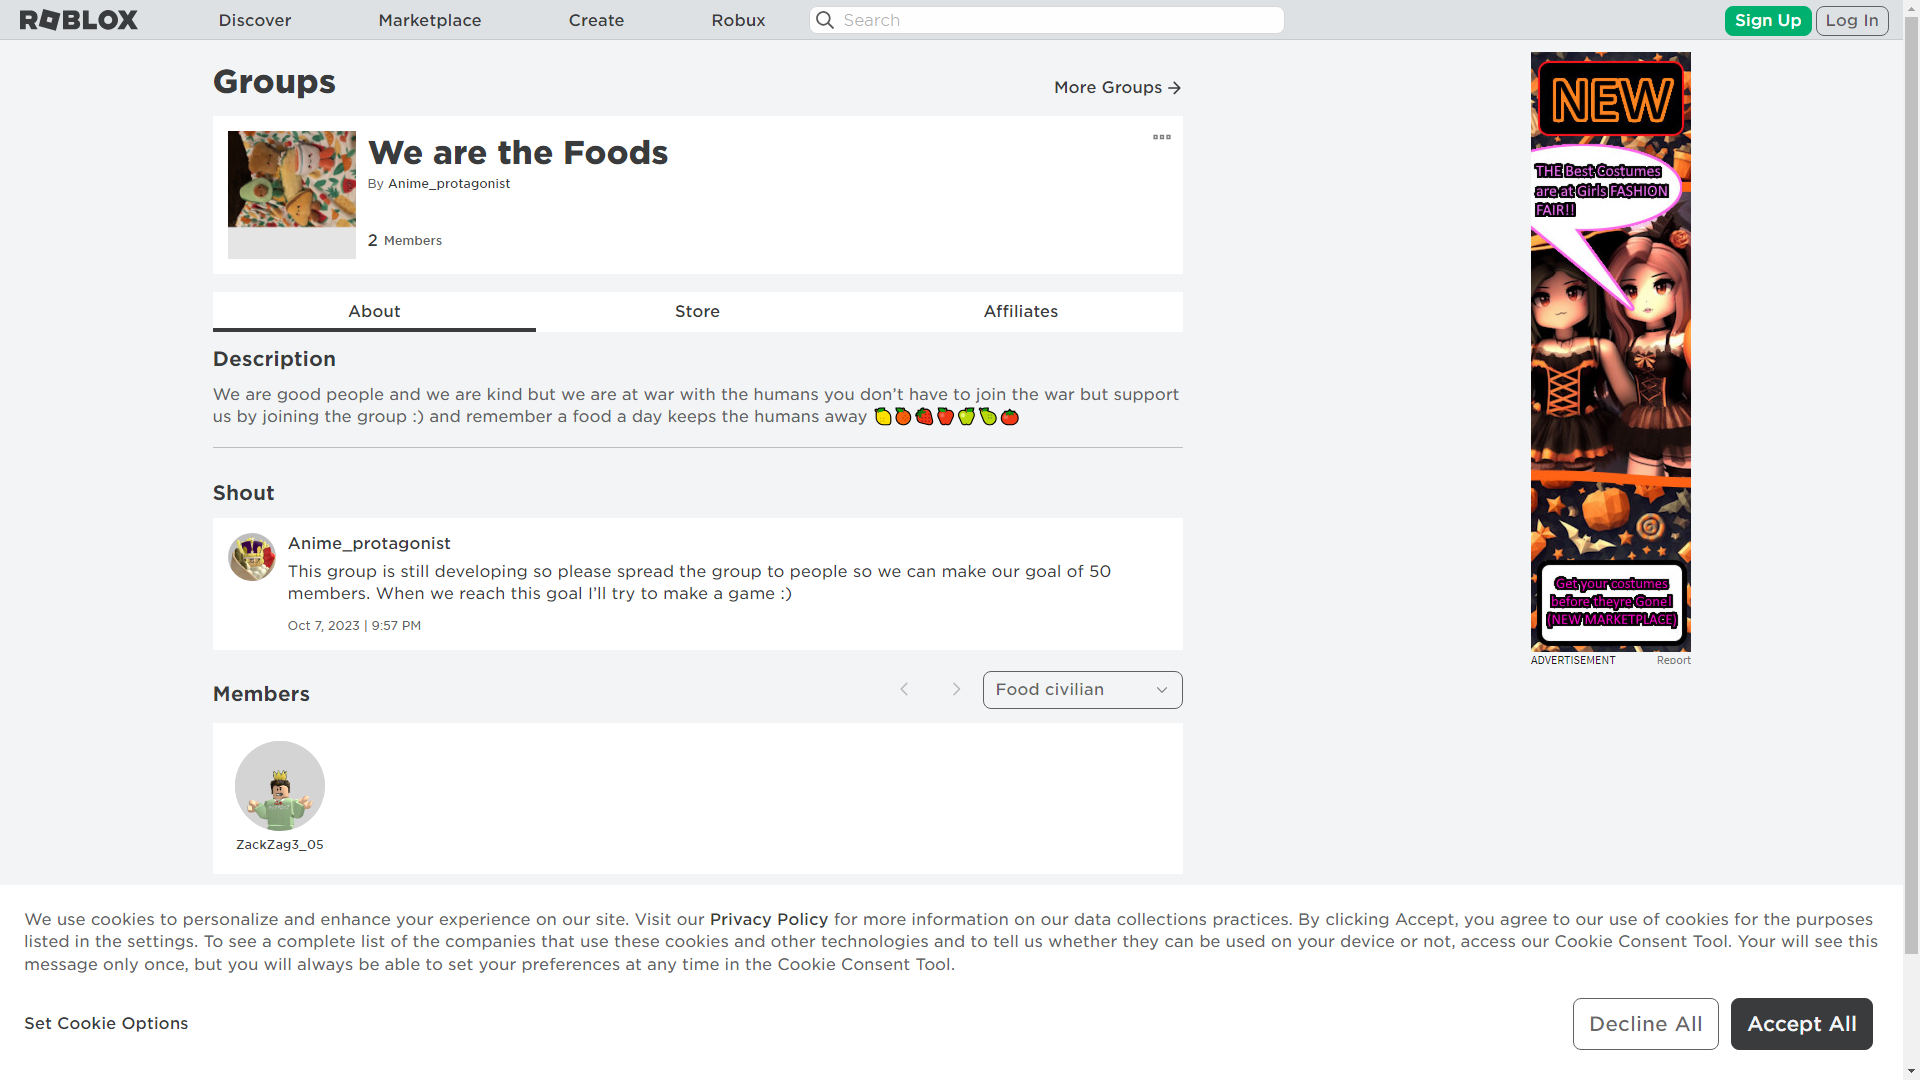 ROBLOX
Discover
Marketplace
Create
Robux
Search
Sign Up
Log In
Groups
More Groups
We are the Foods
By Anime_protagonist
2 Members
About
Store
Affiliates
Description
We are good people and we are kind but we are at war with the humans you don’t have to join the war but support
us by joining the group :) and remember a food a day keeps the humans away 🍋🍊🍓🍎🍏🍐🍅
Shout
Anime_protagonist
This group is still developing so please spread the group to people so we can make our goal of 50
members. When we reach this goal I’ll try to make a game :)
Oct 7, 2023 | 9:57 PM
Members
Food civilian
ZackZag3_05
NEW
THE Best Costumes
are at Girls FASHION
FAIR!!
Get your costumes
before theyre Gone!
(NEW MARKETPLACE)
ADVERTISEMENT
Report
We use cookies to personalize and enhance your experience on our site. Visit our Privacy Policy for more information on our data collections practices. By clicking Accept, you agree to our use of cookies for the purposes
listed in the settings. To see a complete list of the companies that use these cookies and other technologies and to tell us whether they can be used on your device or not, access our Cookie Consent Tool. Your will see this
message only once, but you will always be able to set your preferences at any time in the Cookie Consent Tool.
Set Cookie Options
Decline All
Accept All